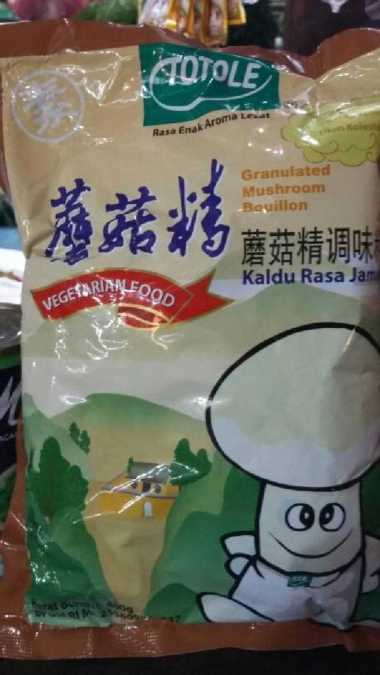 素
TOTOLE
Rasa Enak Aroma Lezat
Granulated
Mushroom
Bouillon
蘑菇精
蘑菇精调味
Kaldu Rasa Jam
VEGETARIAN FOOD